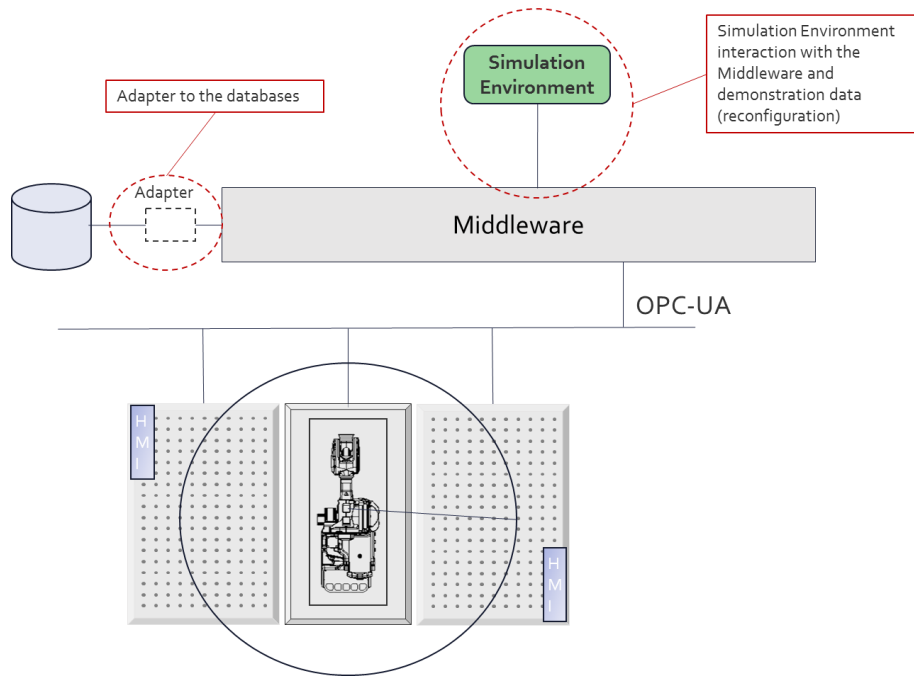 Simulation Environment
interaction with the
Middleware and
demonstration data
(reconfiguration)
Simulation
Environment
Adapter to the databases
Adapter
Middleware
OPC-UA
H
M
I
H
M
I